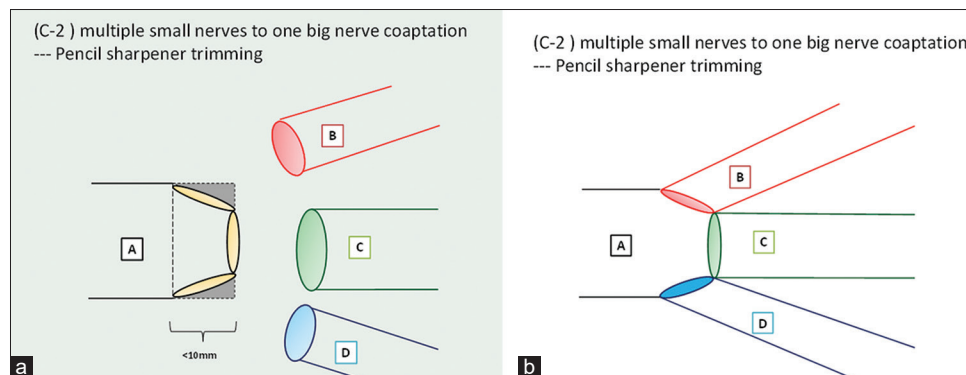 (C-2 ) multiple small nerves to one big nerve coaptation
--- Pencil sharpener trimming
B
A
C
<10mm
D
a
(C-2 ) multiple small nerves to one big nerve coaptation
--- Pencil sharpener trimming
B
A
C
D
b